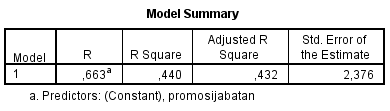 Model Summary
Model R R Square Adjusted R Square Std. Error of the Estimate
1 ,663a ,440 ,432 2,376
a. Predictors: (Constant), promosijabatan